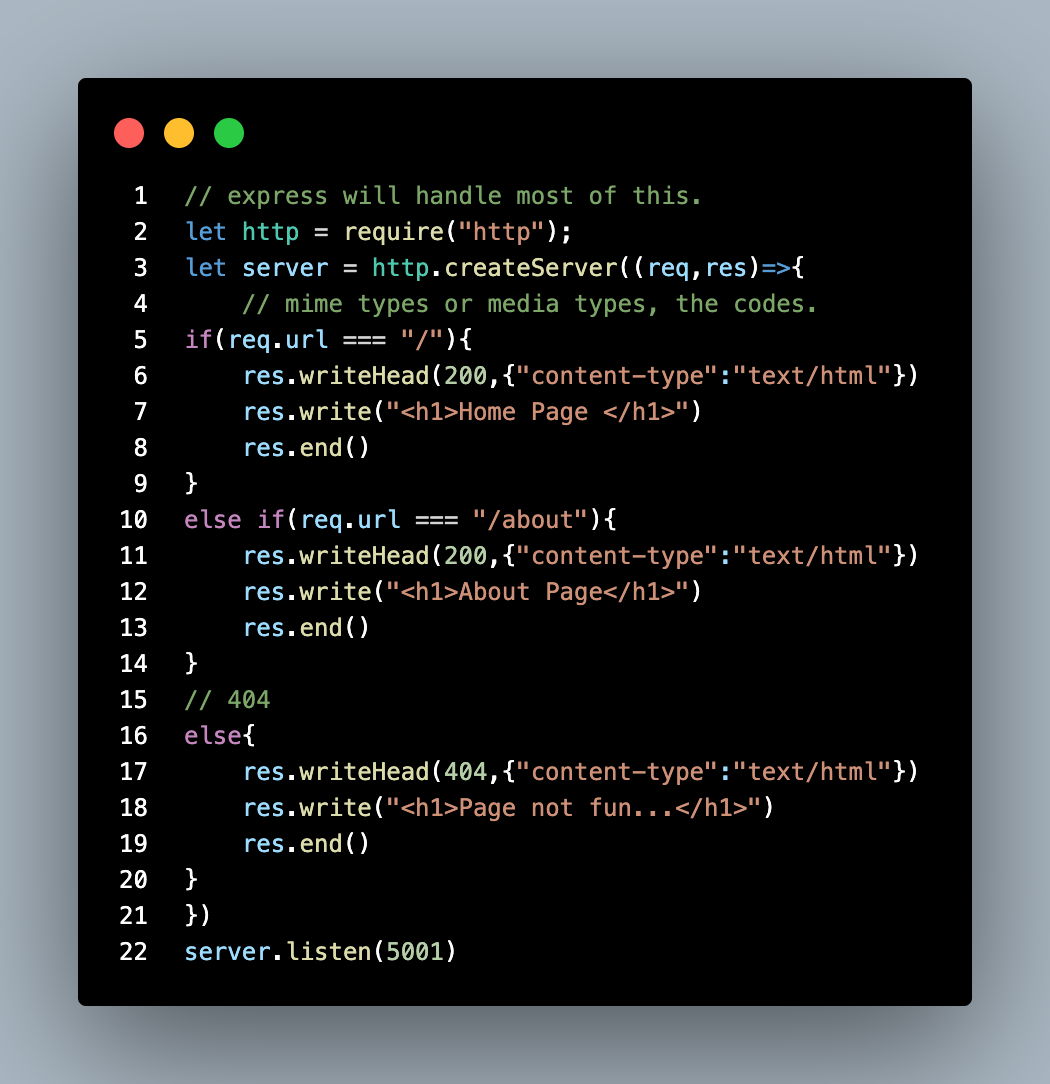 1 // express will handle most of this.
2 let http = require("http");
3 let server = http.createServer((req,res)=>{
4     // mime types or media types, the codes.
5 if(req.url === "/"){
6     res.writeHead(200,{"content-type":"text/html"})
7     res.write("<h1>Home Page </h1>")
8     res.end()
9 }
10 else if(req.url === "/about"){
11     res.writeHead(200,{"content-type":"text/html"})
12     res.write("<h1>About Page</h1>")
13     res.end()
14 }
15 // 404
16 else{
17     res.writeHead(404,{"content-type":"text/html"})
18     res.write("<h1>Page not fun...</h1>")
19     res.end()
20 }
21 })
22 server.listen(5001)